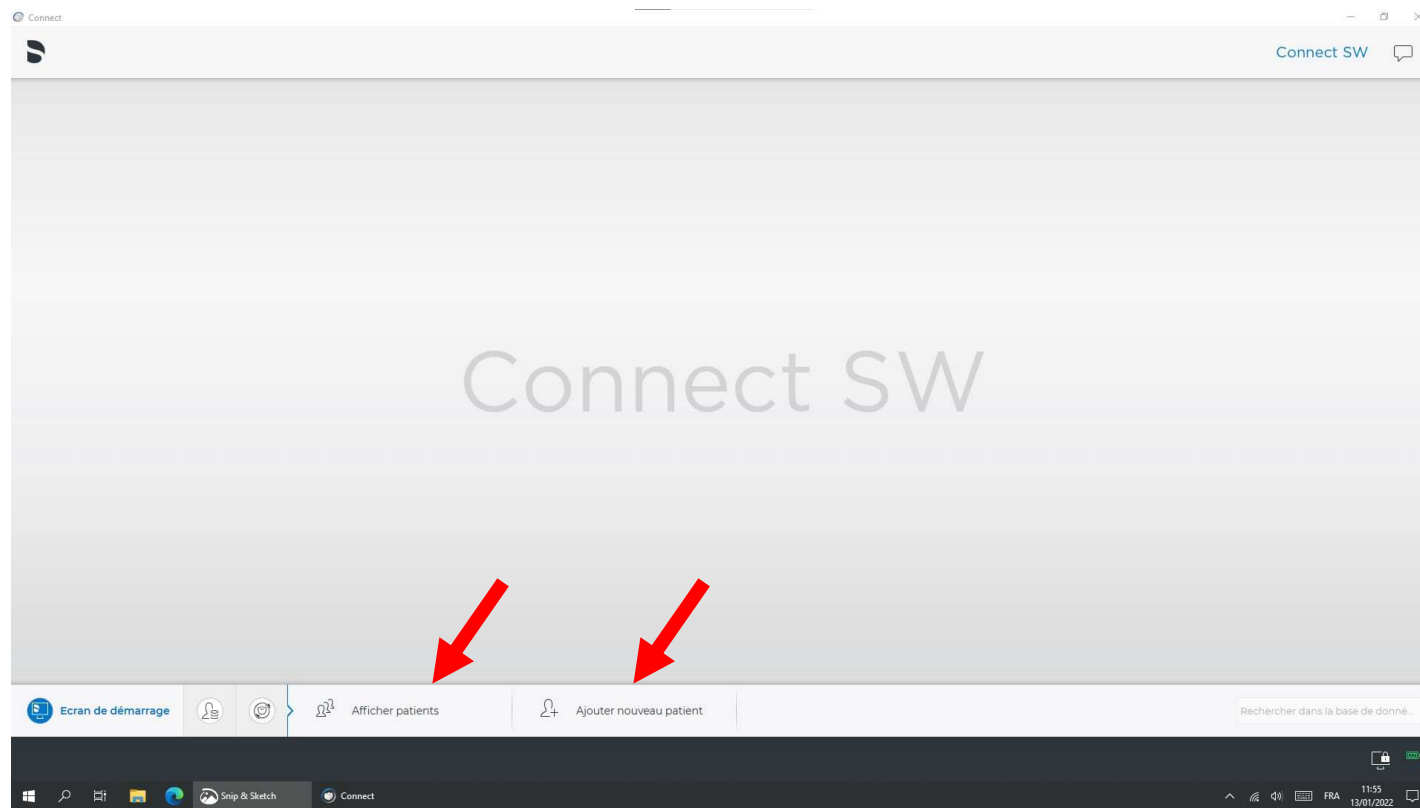 Connect
Connect SW
Connect SW
Ecran de démarrage
Afficher patients
Ajouter nouveau patient
Rechercher dans la base de donné...
Snip & Sketch
Connect
FRA
11:55
13/01/2022